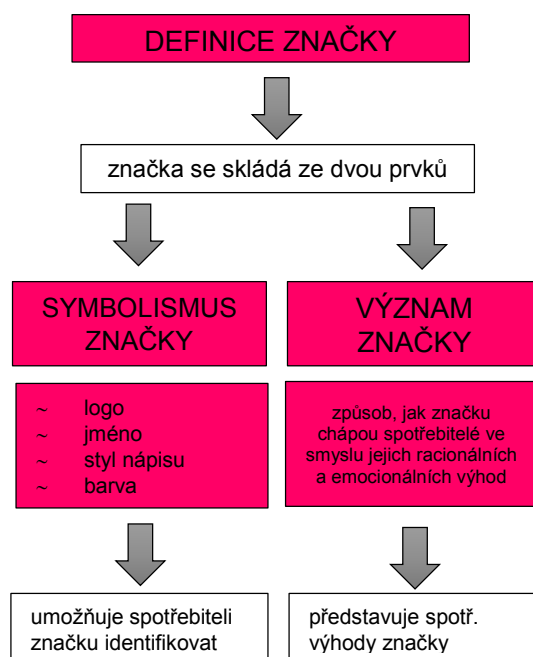 DEFINICE ZNAČKY
značka se skládá ze dvou prvků
SYMBOLISMUS
ZNAČKY
~ logo
~ jméno
~ styl nápisu
~ barva
umožňuje spotřebiteli
značku identifikovat
VÝZNAM
ZNAČKY
způsob, jak značku
chápou spotřebitelé ve
smyslu jejich racionálních
a emocionálních výhod
představuje spotř.
výhody značky